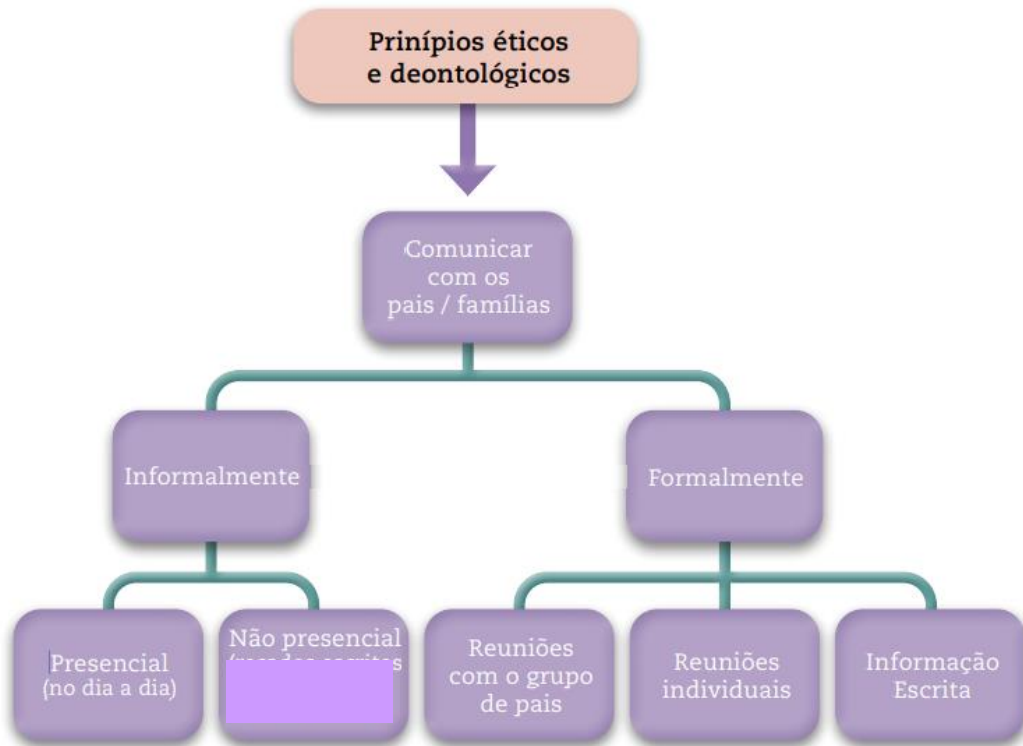 Prinípios éticos
e deontológicos
Comunicar
com os
pais / famílias
Informalmente
Formalmente
Presencial
(no dia a dia)
Não presencial
Reuniões
com o grupo
de pais
Reuniões
individuais
Informação
Escrita